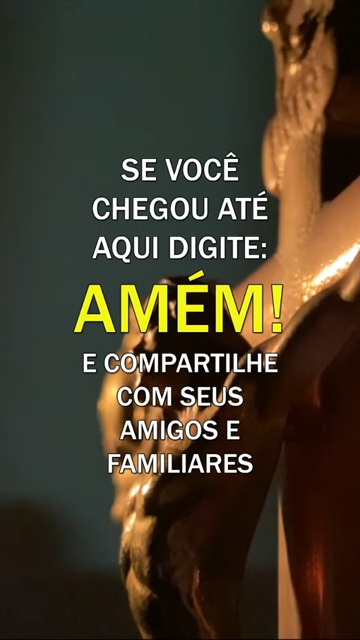 SE VOCÊ
CHEGOU ATÉ
AQUI DIGITE:
AMÉM!
E COMPARTILHE
COM SEUS
AMIGOS E
FAMILIARES